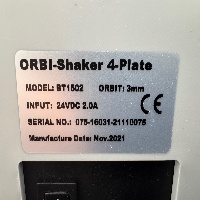 ORBI-Shaker 4-Plate
MODEL: BT1502 ORBIT: 3mm
INPUT: 24VDC 2.0A
CE
SERIAL NO.: 075-16031-21110075
Manufacture Date: Nov.2021